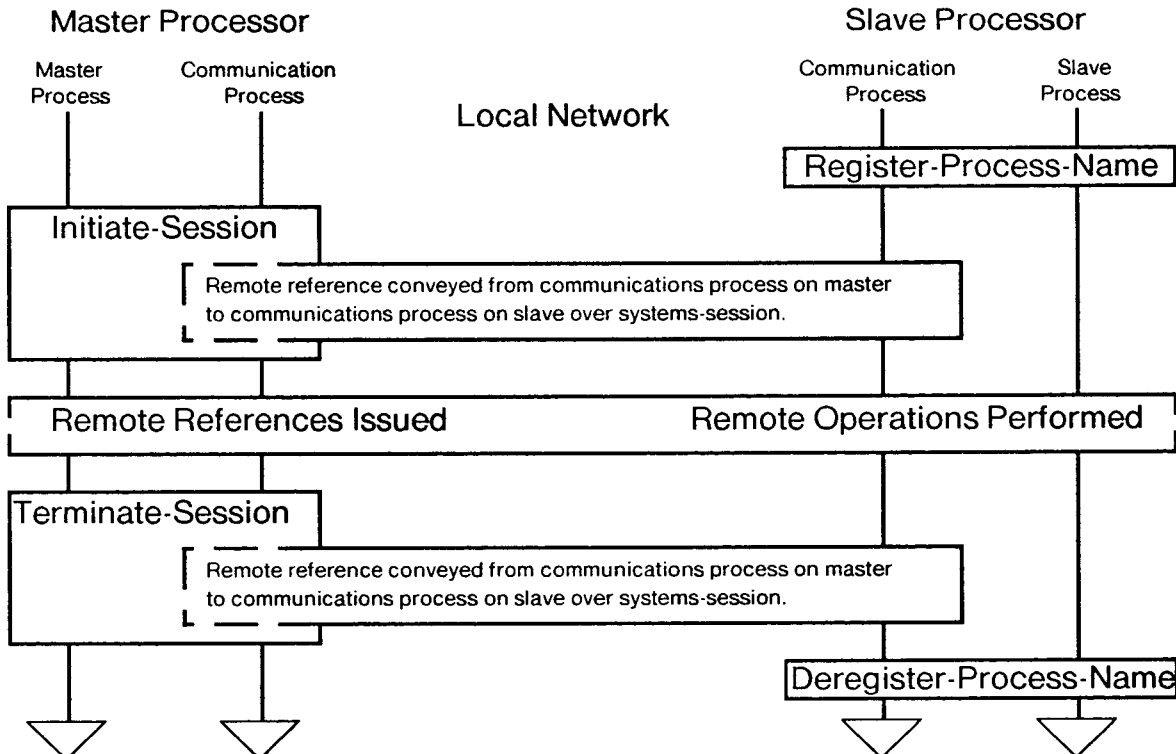 Master Processor
Slave Processor
Master
Process
Communication
Process
Local Network
Communication
Process
Slave
Process
Register-Process-Name
Initiate-Session
Remote reference conveyed from communications process on master
to communications process on slave over systems-session.
Remote References Issued
Remote Operations Performed
Terminate-Session
Remote reference conveyed from communications process on master
to communications process on slave over systems-session.
Deregister-Process-Name